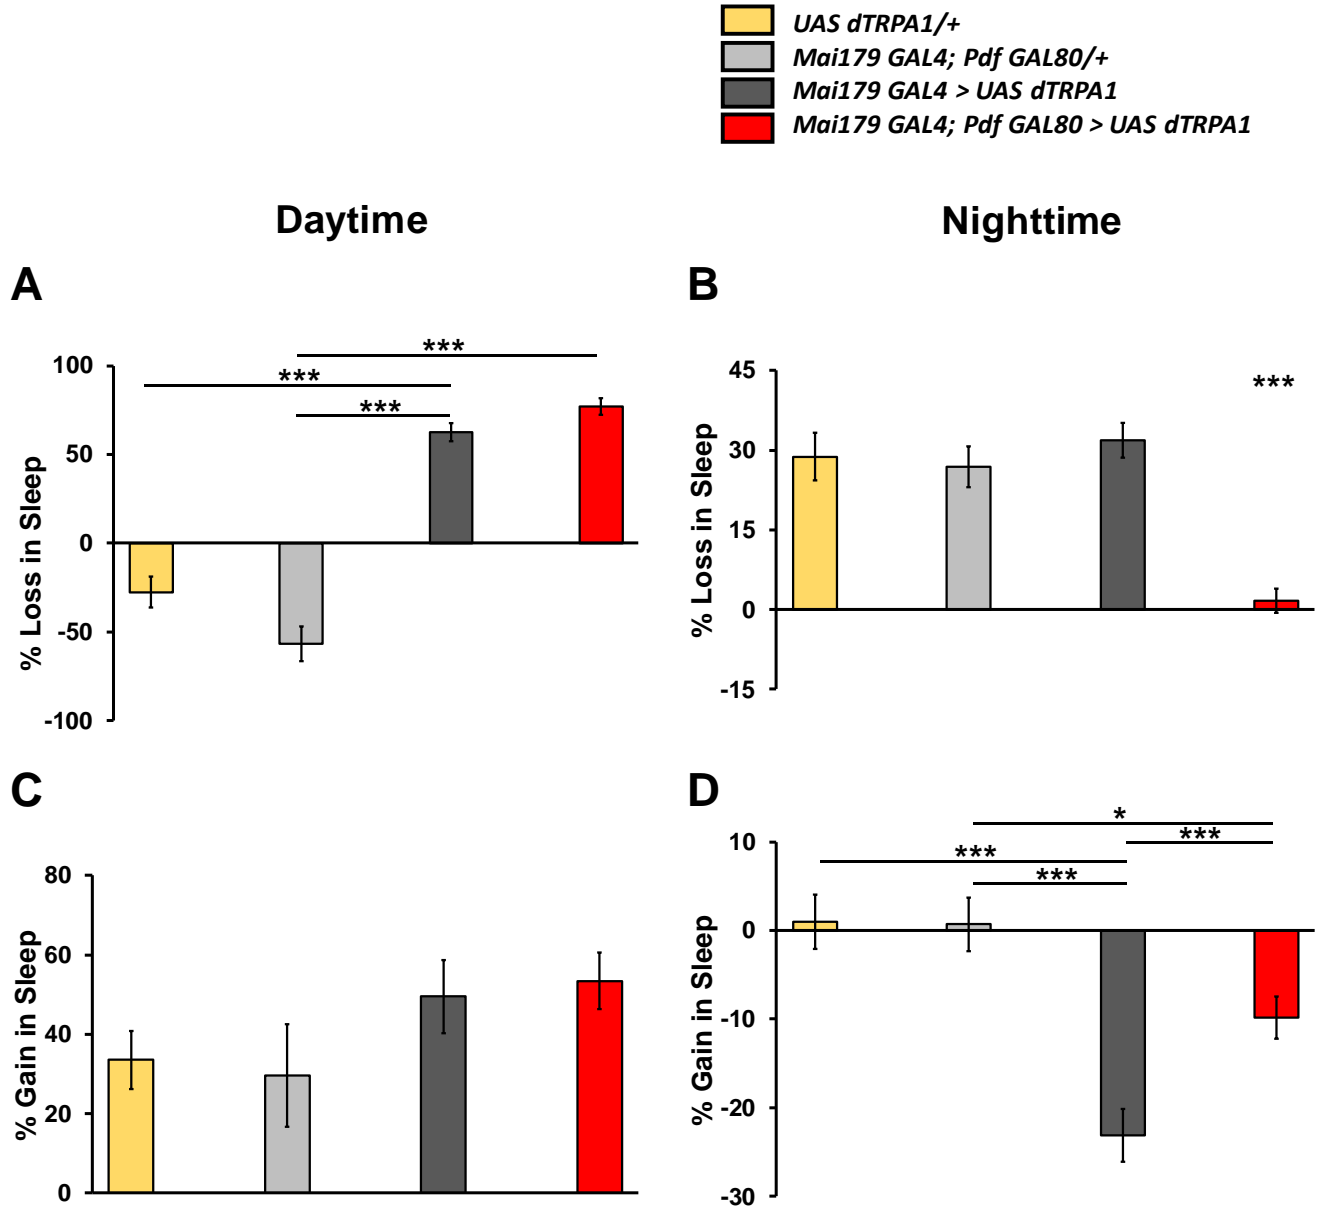 UAS dTRPA1/+
Mai179 GAL4; Pdf GAL80/+
Mai179 GAL4 > UAS dTRPA1
Mai179 GAL4; Pdf GAL80 > UAS dTRPA1
Daytime
Nighttime
A
% Loss in Sleep
100
50
0
-50
-100
***
***
***
B
% Loss in Sleep
45
30
15
0
-15
***
C
% Gain in Sleep
80
60
40
20
0
D
% Gain in Sleep
10
0
-10
-20
-30
*
***
***
***